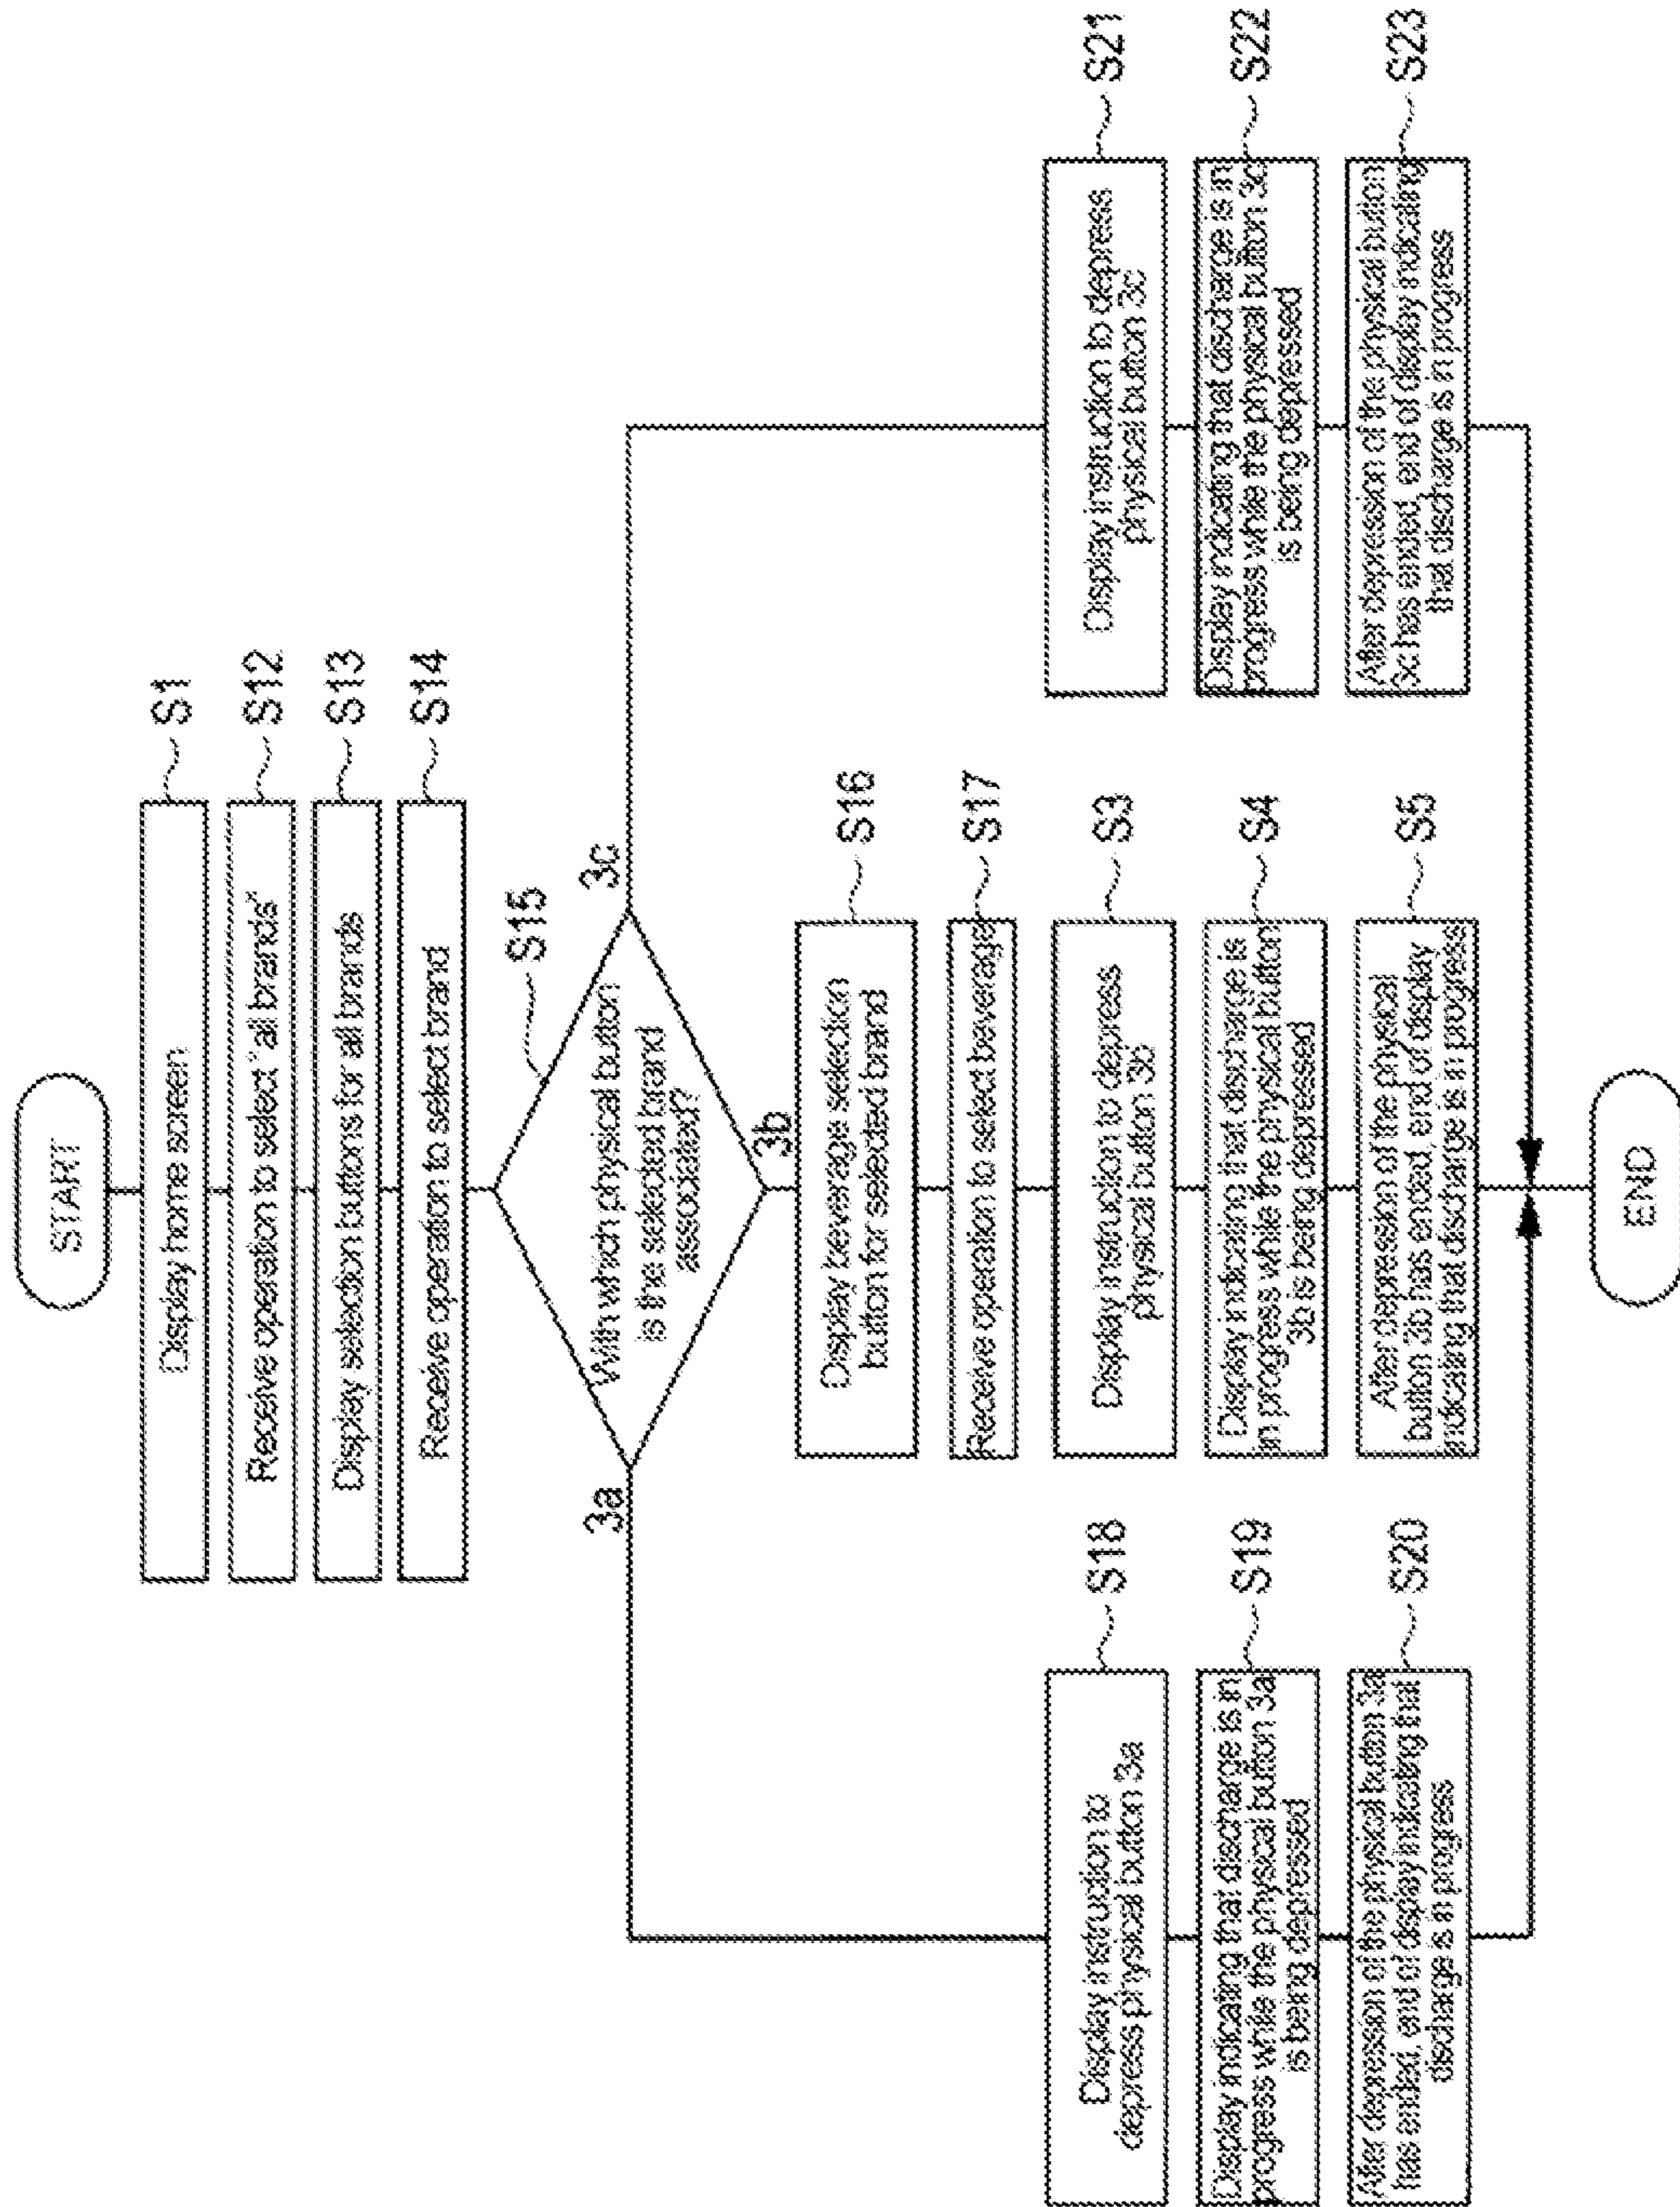 START
Display home screen
S1
Receive operation to select "all brands"
S12
Display selection buttons for all brands
S13
Receive operation to select brand
S14
With which physical button
is the selected brand
associated?
S15
3a
3b
3c
Display instruction to
depress physical button 3a
S18
Display indicating that discharge is in
progress while the physical button 3a
is being depressed
S19
After depression of the physical button 3a
has ended, end of display indicating that
discharge is in progress
S20
Display beverage selection
button for selected brand
S16
Receive operation to select beverage
S17
Display instruction to depress
physical button 3b
S3
Display indicating that discharge is
in progress while the physical button
3b is being depressed
S4
After depression of the physical
button 3b has ended, end of display
indicating that discharge is in progress
S5
Display instruction to depress
physical button 3c
S21
Display indicating that discharge is in
progress while the physical button 3c
is being depressed
S22
After depression of the physical button
3c has ended, end of display indicating
that discharge is in progress
S23
END